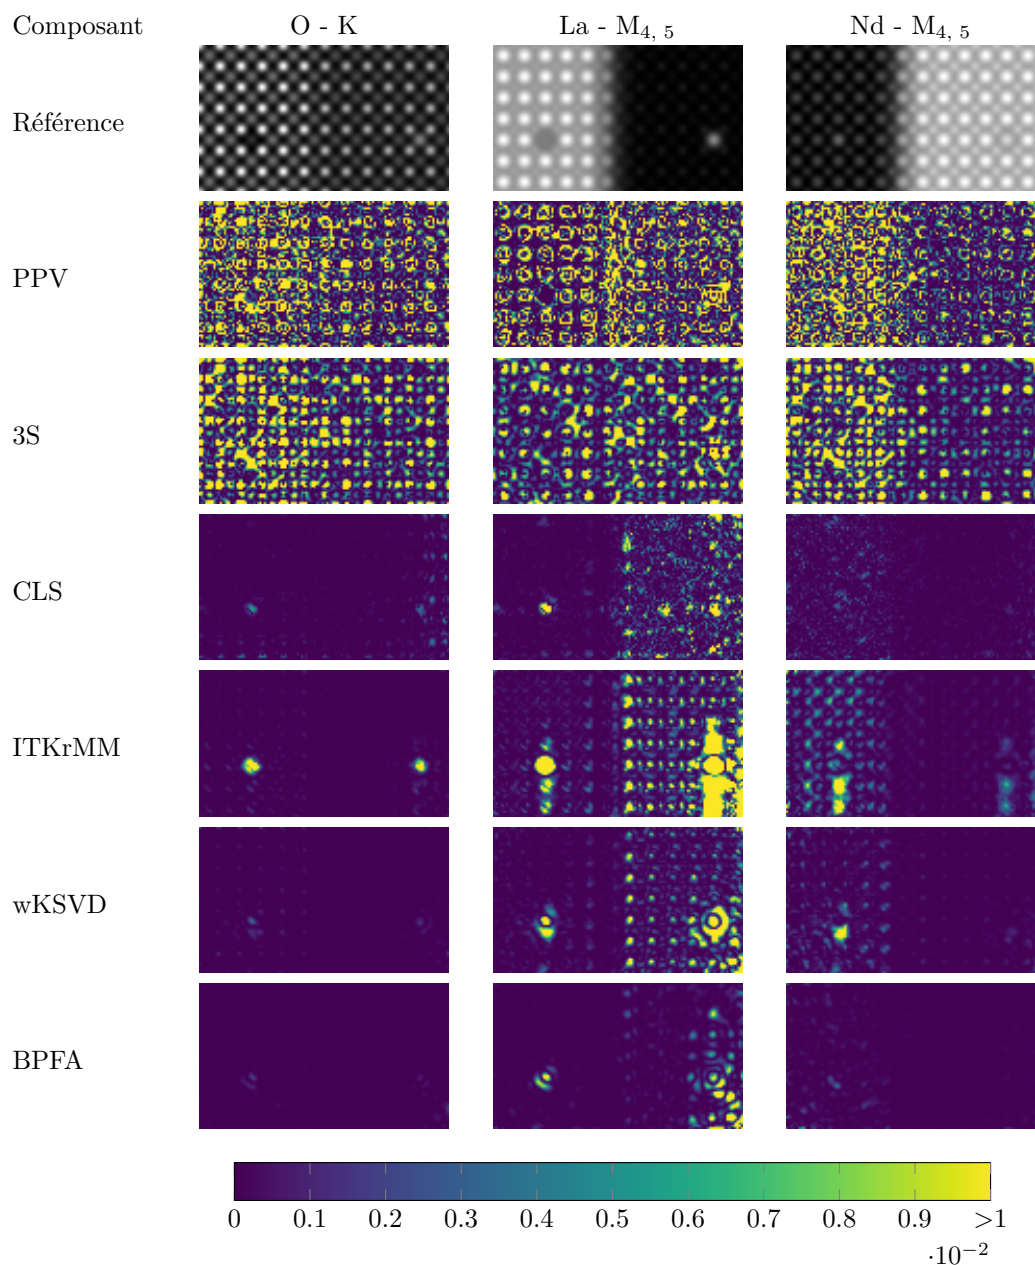 Composant O - K La - M4, 5 Nd - M4, 5
Référence
PPV
3S
CLS
ITKrMM
wKSVD
BPFA
0 0.1 0.2 0.3 0.4 0.5 0.6 0.7 0.8 0.9 >1
·10−2